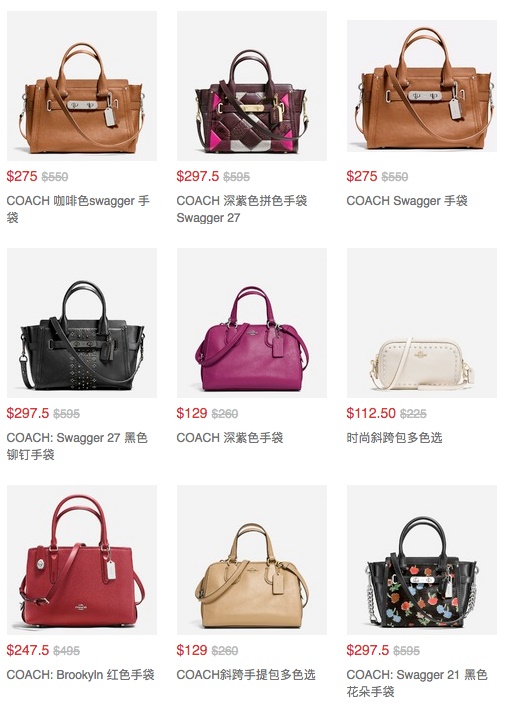 $275 $550
COACH 咖啡色swagger 手
袋
$297.5 $595
COACH 深紫色拼色手袋
Swagger 27
$275 $550
COACH Swagger 手袋
$297.5 $595
COACH: Swagger 27 黑色
铆钉手袋
$129 $260
COACH 深紫色手袋
$112.50 $225
时尚斜跨包多色选
$247.5 $495
COACH: Brookyln 红色手袋
$129 $260
COACH斜跨手提包多色选
$297.5 $595
COACH: Swagger 21 黑色
花朵手袋